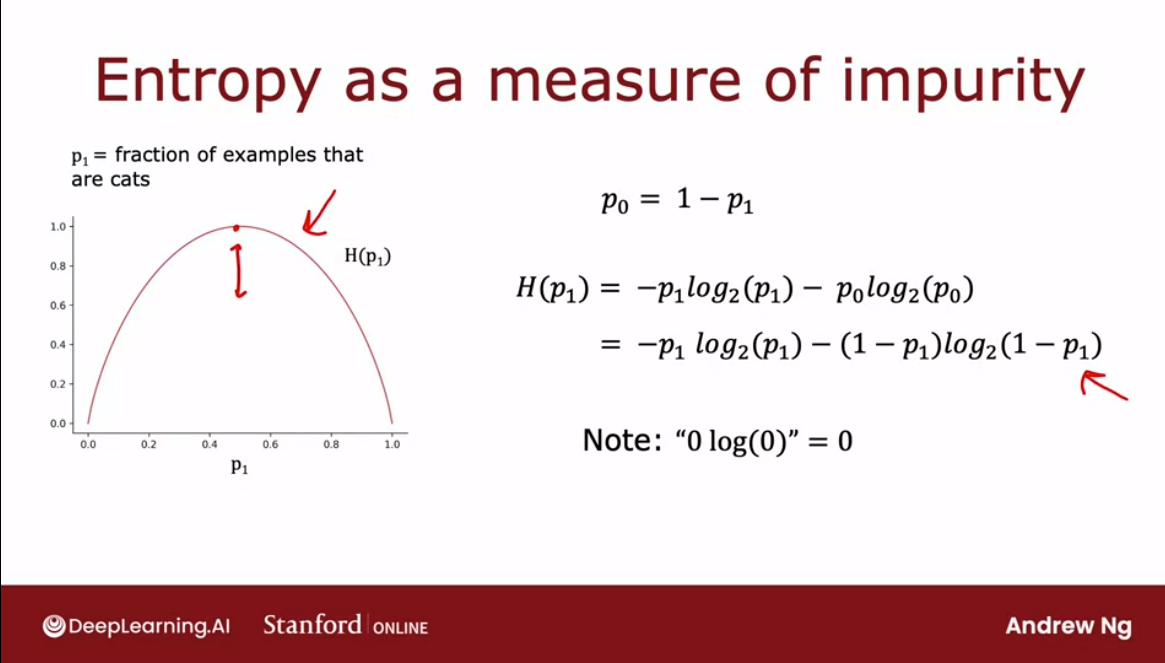 Entropy as a measure of impurity
p₁ = fraction of examples that
are cats
1.0
0.8
0.6
0.4
0.2
0.0
H(p₁)
0.0 0.2 0.4 0.6 0.8 1.0
p₁
p₀ = 1 − p₁
H(p₁) = −p₁log₂(p₁) − p₀log₂(p₀)
= −p₁ log₂(p₁) − (1 − p₁)log₂(1 − p₁)
Note: “0 log(0)” = 0
DeepLearning.AI Stanford ONLINE Andrew Ng